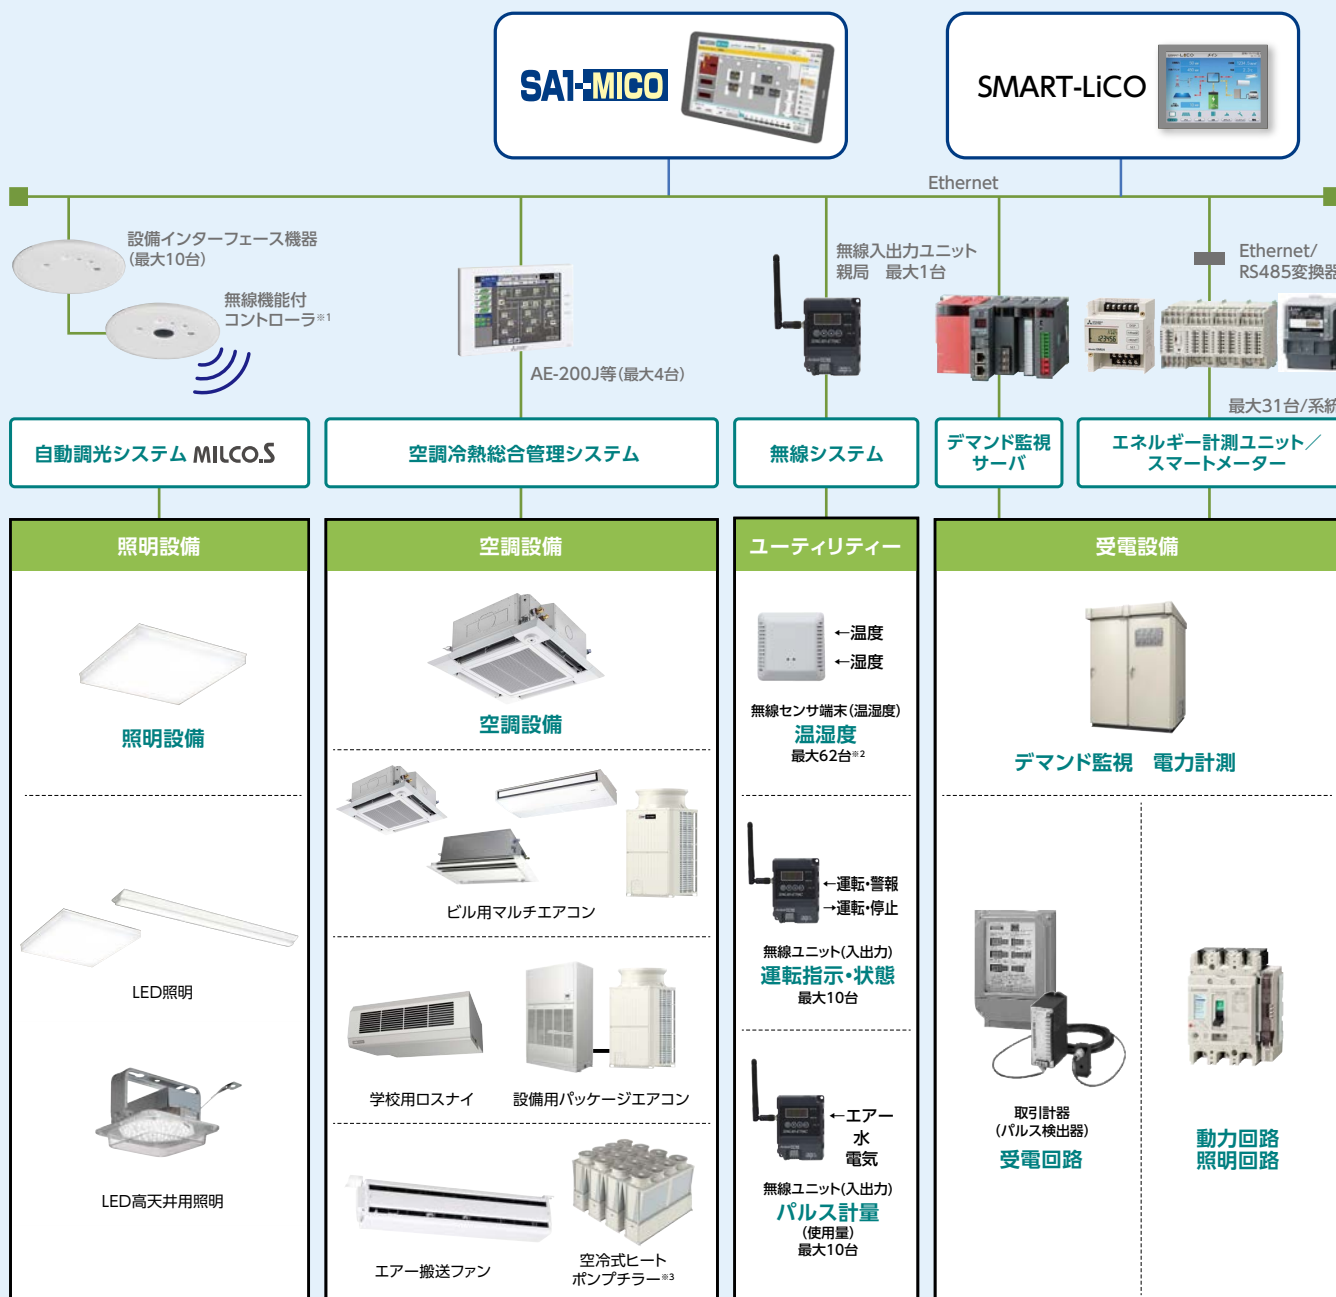 SA1-MICO
SMART-LiCO
Ethernet
設備インターフェース機器
(最大10台)
無線機能付
コントローラ※1
AE-200J等(最大4台)
無線入出力ユニット
親局　最大1台
Ethernet/
RS485変換器
最大31台/系統
自動調光システム MILCO.S
空調冷熱総合管理システム
無線システム
デマンド監視
サーバ
エネルギー計測ユニット／
スマートメーター
照明設備
空調設備
ユーティリティー
受電設備
照明設備
LED照明
LED高天井用照明
空調設備
ビル用マルチエアコン
学校用ロスナイ
設備用パッケージエアコン
エアー搬送ファン
空冷式ヒート
ポンプチラー※3
←温度
←湿度
無線センサ端末(温湿度)
温湿度
最大62台※2
←運転・警報
→運転・停止
無線ユニット(入出力)
運転指示・状態
最大10台
←エアー
水
電気
無線ユニット(入出力)
パルス計量
(使用量)
最大10台
デマンド監視　電力計測
取引計器
(パルス検出器)
受電回路
動力回路
照明回路